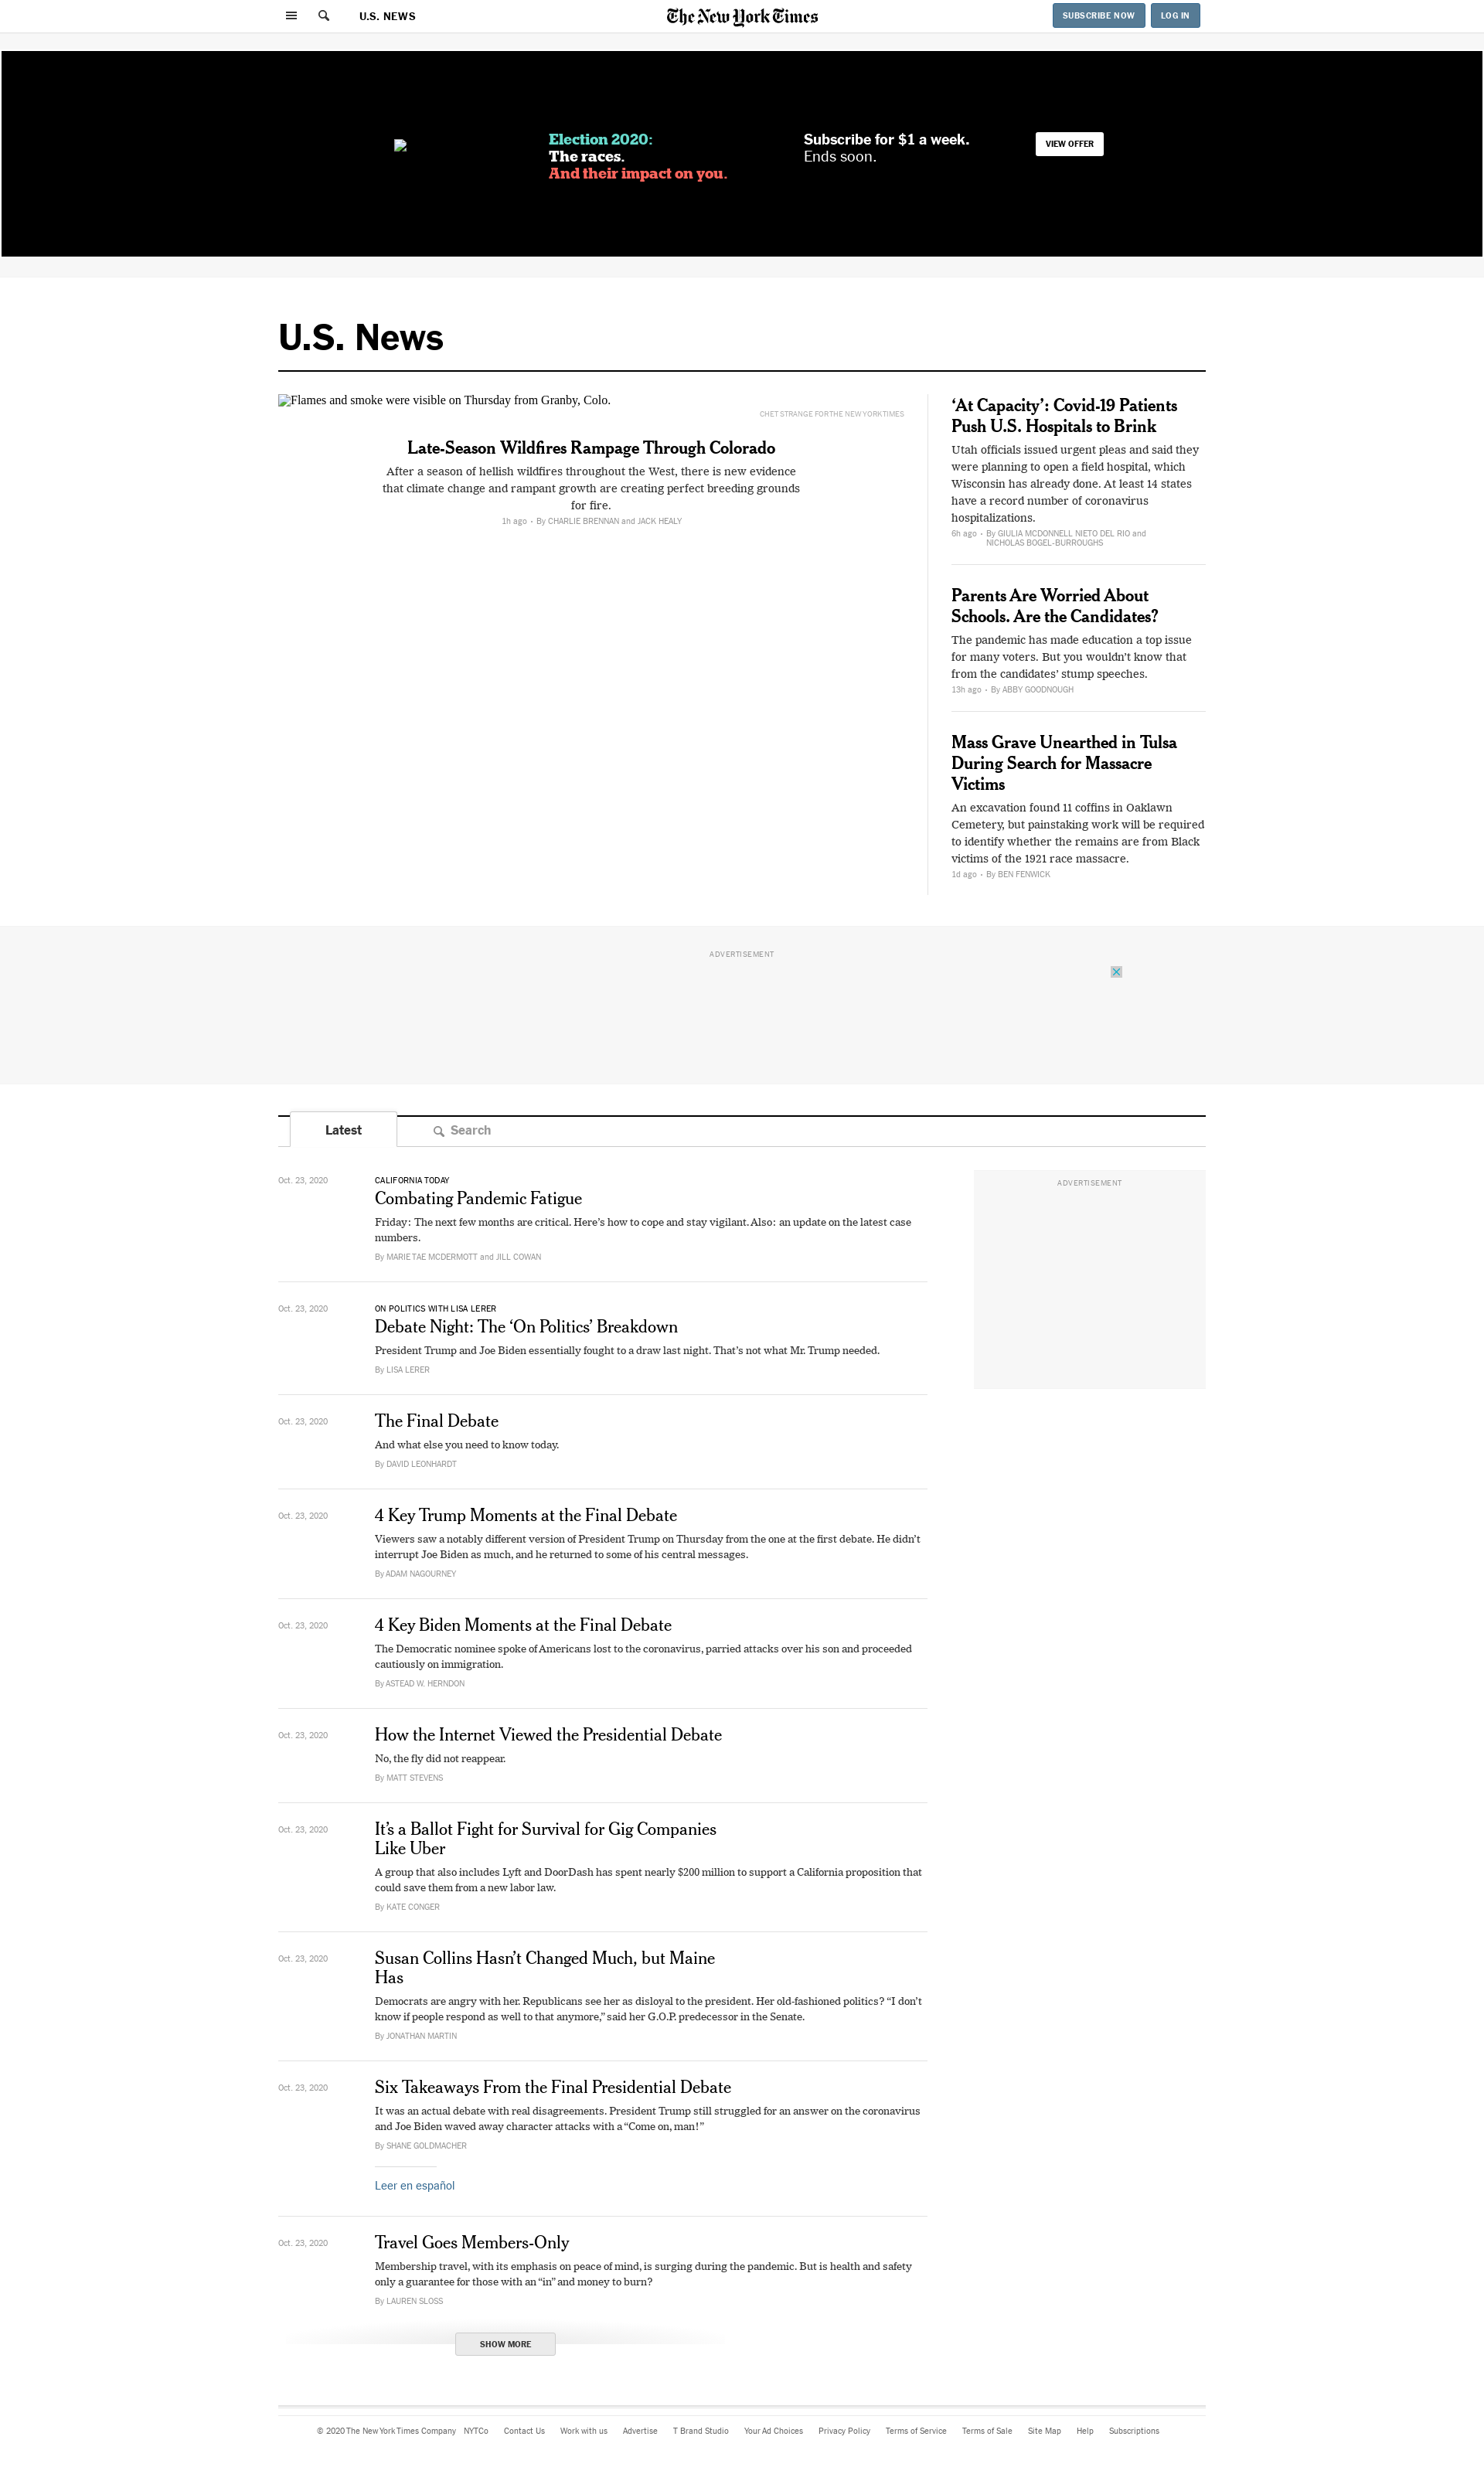 U.S. NEWS
The New York Times
SUBSCRIBE NOW
LOG IN
Election 2020:
The races.
And their impact on you.
Subscribe for $1 a week.
Ends soon.
VIEW OFFER
U.S. News
Flames and smoke were visible on Thursday from Granby, Colo.
CHET STRANGE FOR THE NEW YORK TIMES
Late-Season Wildfires Rampage Through Colorado
After a season of hellish wildfires throughout the West, there is new evidence
that climate change and rampant growth are creating perfect breeding grounds
for fire.
1h ago • By CHARLIE BRENNAN and JACK HEALY
‘At Capacity’: Covid-19 Patients
Push U.S. Hospitals to Brink
Utah officials issued urgent pleas and said they
were planning to open a field hospital, which
Wisconsin has already done. At least 14 states
have a record number of coronavirus
hospitalizations.
6h ago • By GIULIA MCDONNELL NIETO DEL RIO and
NICHOLAS BOGEL-BURROUGHS
Parents Are Worried About
Schools. Are the Candidates?
The pandemic has made education a top issue
for many voters. But you wouldn’t know that
from the candidates’ stump speeches.
13h ago • By ABBY GOODNOUGH
Mass Grave Unearthed in Tulsa
During Search for Massacre
Victims
An excavation found 11 coffins in Oaklawn
Cemetery, but painstaking work will be required
to identify whether the remains are from Black
victims of the 1921 race massacre.
1d ago • By BEN FENWICK
ADVERTISEMENT
Latest
Search
Oct. 23, 2020
CALIFORNIA TODAY
Combating Pandemic Fatigue
Friday: The next few months are critical. Here’s how to cope and stay vigilant. Also: an update on the latest case
numbers.
By MARIE TAE MCDERMOTT and JILL COWAN
ADVERTISEMENT
Oct. 23, 2020
ON POLITICS WITH LISA LERER
Debate Night: The ‘On Politics’ Breakdown
President Trump and Joe Biden essentially fought to a draw last night. That’s not what Mr. Trump needed.
By LISA LERER
Oct. 23, 2020
The Final Debate
And what else you need to know today.
By DAVID LEONHARDT
Oct. 23, 2020
4 Key Trump Moments at the Final Debate
Viewers saw a notably different version of President Trump on Thursday from the one at the first debate. He didn’t
interrupt Joe Biden as much, and he returned to some of his central messages.
By ADAM NAGOURNEY
Oct. 23, 2020
4 Key Biden Moments at the Final Debate
The Democratic nominee spoke of Americans lost to the coronavirus, parried attacks over his son and proceeded
cautiously on immigration.
By ASTEAD W. HERNDON
Oct. 23, 2020
How the Internet Viewed the Presidential Debate
No, the fly did not reappear.
By MATT STEVENS
Oct. 23, 2020
It’s a Ballot Fight for Survival for Gig Companies
Like Uber
A group that also includes Lyft and DoorDash has spent nearly $200 million to support a California proposition that
could save them from a new labor law.
By KATE CONGER
Oct. 23, 2020
Susan Collins Hasn’t Changed Much, but Maine
Has
Democrats are angry with her. Republicans see her as disloyal to the president. Her old-fashioned politics? “I don’t
know if people respond as well to that anymore,” said her G.O.P. predecessor in the Senate.
By JONATHAN MARTIN
Oct. 23, 2020
Six Takeaways From the Final Presidential Debate
It was an actual debate with real disagreements. President Trump still struggled for an answer on the coronavirus
and Joe Biden waved away character attacks with a “Come on, man!”
By SHANE GOLDMACHER
Leer en español
Oct. 23, 2020
Travel Goes Members-Only
Membership travel, with its emphasis on peace of mind, is surging during the pandemic. But is health and safety
only a guarantee for those with an “in” and money to burn?
By LAUREN SLOSS
SHOW MORE
© 2020 The New York Times Company NYTCo Contact Us Work with us Advertise T Brand Studio Your Ad Choices Privacy Policy Terms of Service Terms of Sale Site Map Help Subscriptions